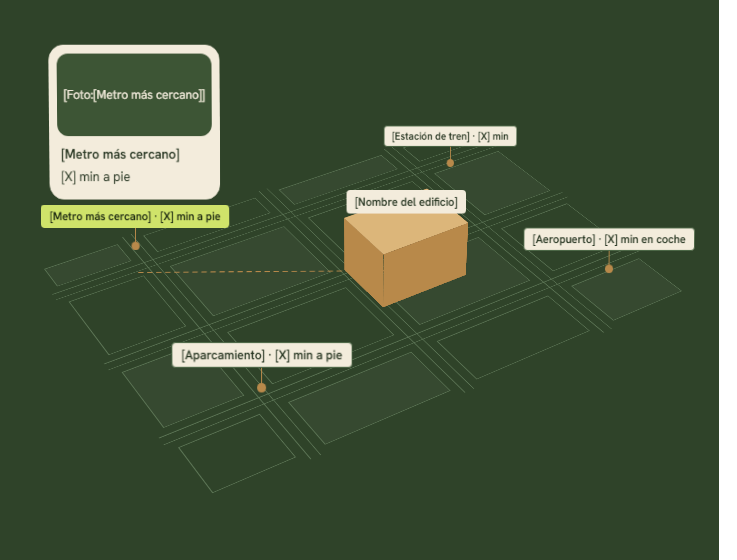 [Foto:[Metro más cercano]]
[Metro más cercano]
[X] min a pie
[Metro más cercano] · [X] min a pie
[Estación de tren] · [X] min
[Nombre del edificio]
[Aeropuerto] · [X] min en coche
[Aparcamiento] · [X] min a pie